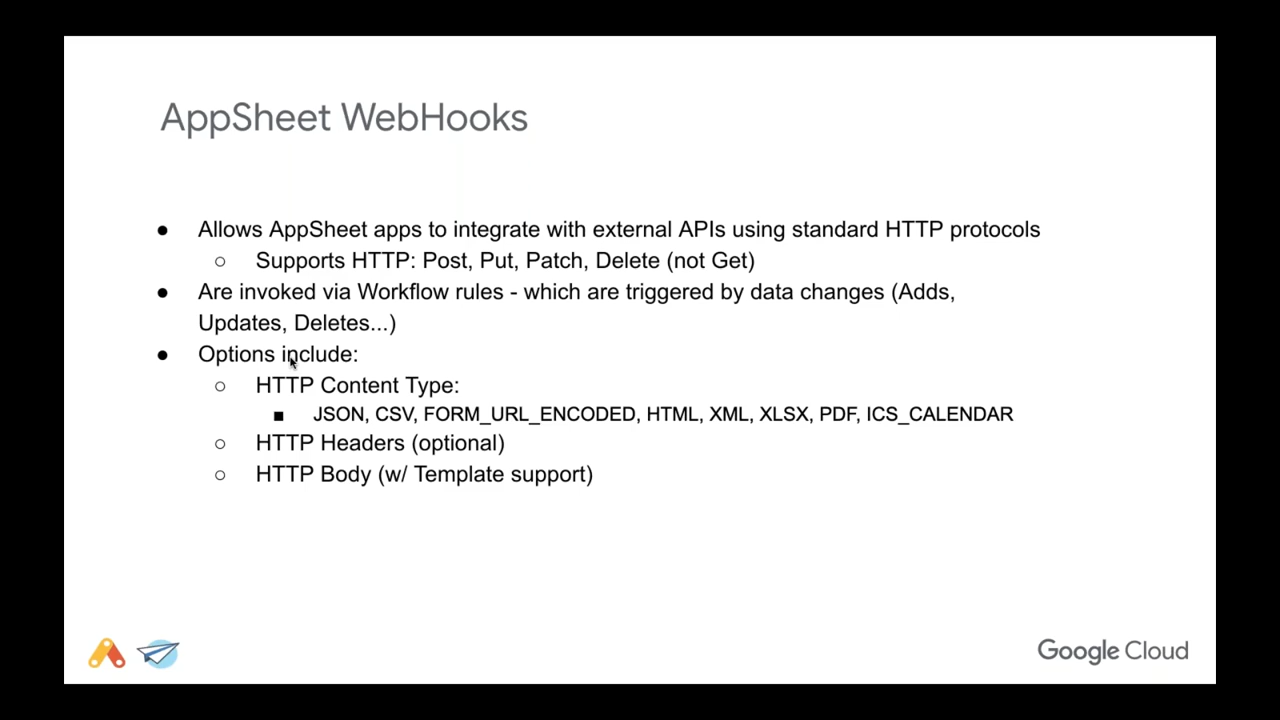 AppSheet WebHooks
● Allows AppSheet apps to integrate with external APIs using standard HTTP protocols
○ Supports HTTP: Post, Put, Patch, Delete (not Get)
● Are invoked via Workflow rules - which are triggered by data changes (Adds,
Updates, Deletes...)
● Options include:
○ HTTP Content Type:
■ JSON, CSV, FORM_URL_ENCODED, HTML, XML, XLSX, PDF, ICS_CALENDAR
○ HTTP Headers (optional)
○ HTTP Body (w/ Template support)
Google Cloud